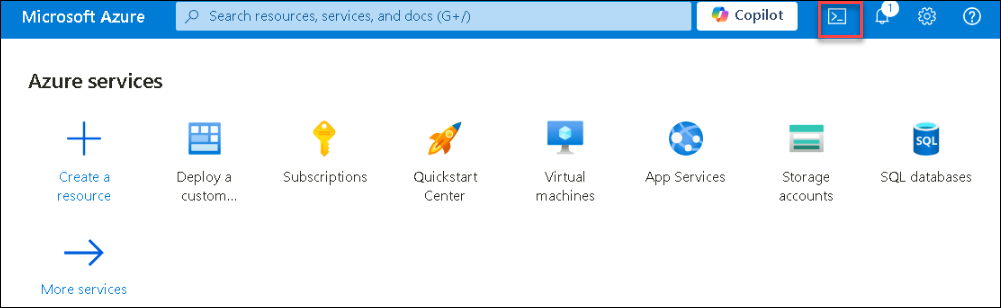 Microsoft Azure
Search resources, services, and docs (G+/)
Copilot
1
Azure services
Create a
resource
Deploy a
custom...
Subscriptions
Quickstart
Center
Virtual
machines
App Services
Storage
accounts
SQL
SQL databases
More services